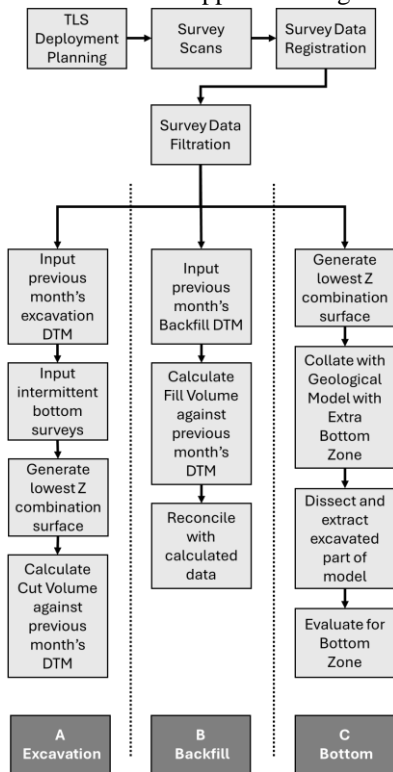 TLS
Deployment
Planning
Survey
Scans
Survey Data
Registration
Survey Data
Filtration
Input
previous
month's
excavation
DTM
Input
intermittent
bottom
surveys
Generate
lowest Z
combination
surface
Calculate
Cut Volume
against
previous
month's
DTM
A
Excavation
Input
previous
month's
Backfill DTM
Calculate
Fill Volume
against
previous
month's
DTM
Reconcile
with
calculated
data
B
Backfill
Generate
lowest Z
combination
surface
Collate with
Geological
Model with
Extra
Bottom
Zone
Dissect and
extract
excavated
part of
model
Evaluate for
Bottom
Zone
C
Bottom